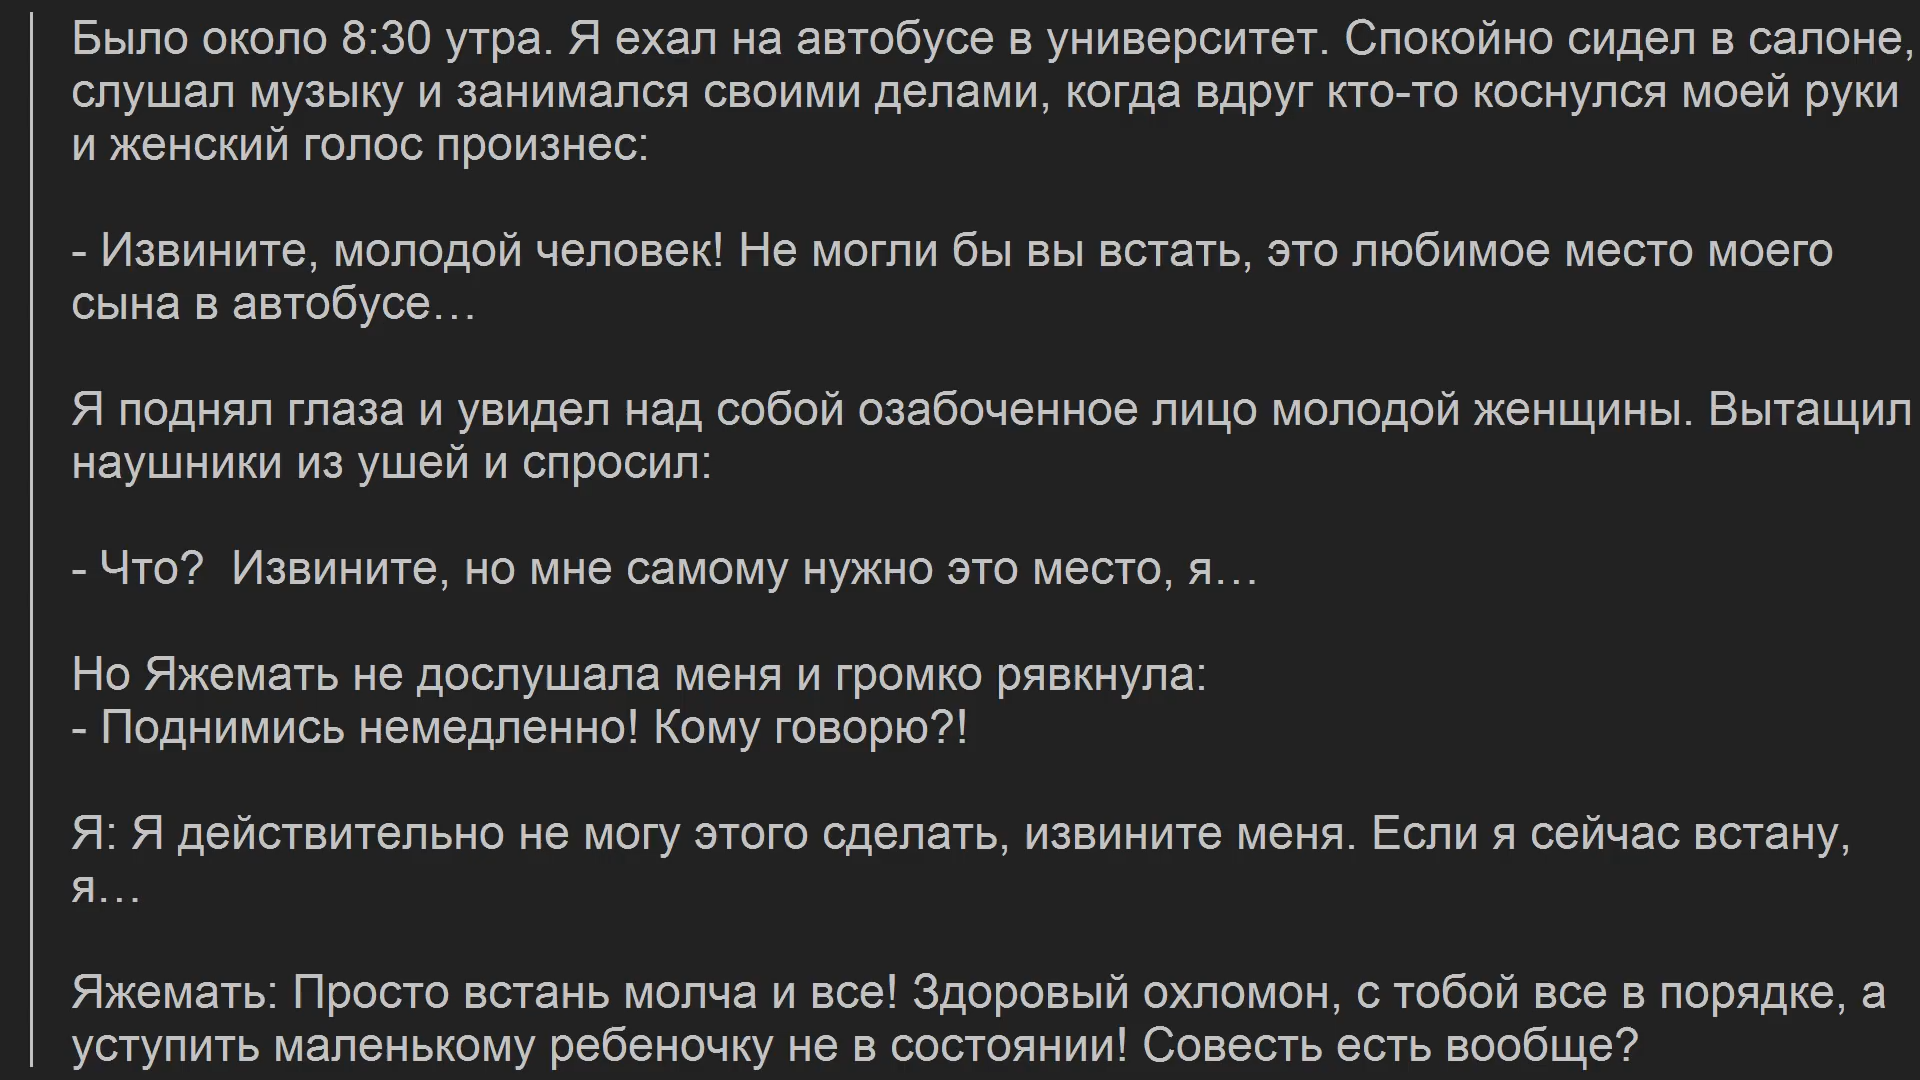 Было около 8:30 утра. Я ехал на автобусе в университет. Спокойно сидел в салоне,
слушал музыку и занимался своими делами, когда вдруг кто-то коснулся моей руки
и женский голос произнес:
- Извините, молодой человек! Не могли бы вы встать, это любимое место моего
сына в автобусе…
Я поднял глаза и увидел над собой озабоченное лицо молодой женщины. Вытащил
наушники из ушей и спросил:
- Что?  Извините, но мне самому нужно это место, я…
Но Яжемать не дослушала меня и громко рявкнула:
- Поднимись немедленно! Кому говорю?!
Я: Я действительно не могу этого сделать, извините меня. Если я сейчас встану,
я…
Яжемать: Просто встань молча и все! Здоровый охломон, с тобой все в порядке, а
уступить маленькому ребеночку не в состоянии! Совесть есть вообще?